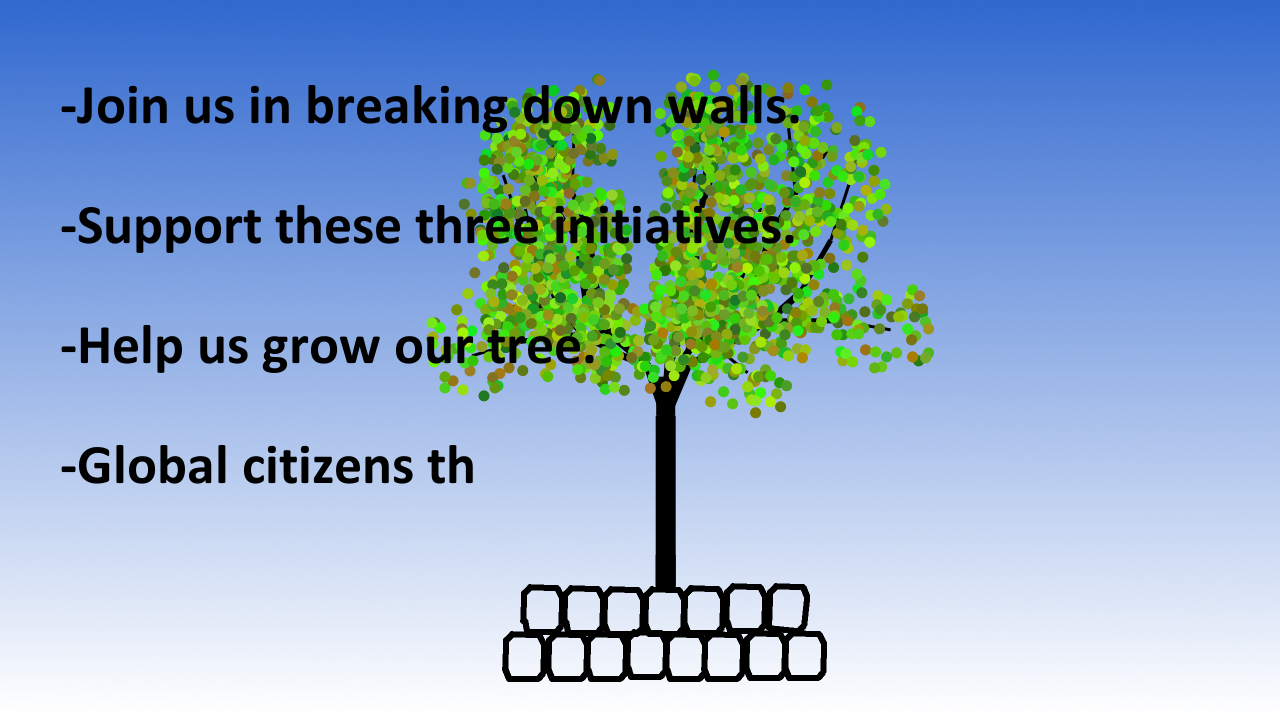 -Join us in breaking down walls.
-Support these three initiatives.
-Help us grow our tree.
-Global citizens th